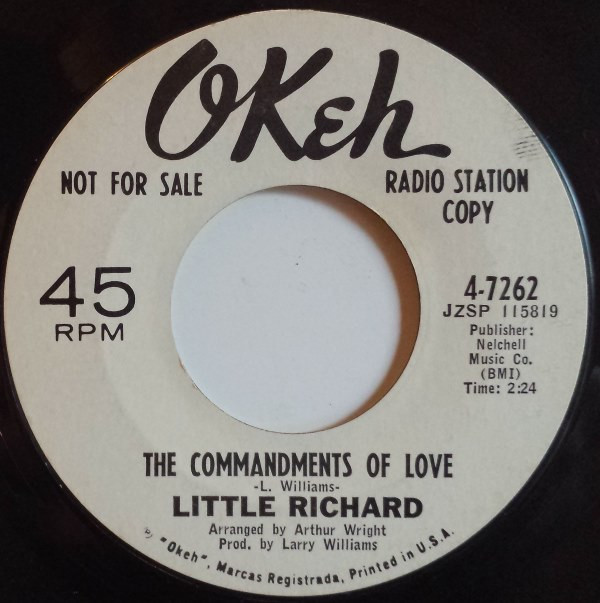 OKeh
NOT FOR SALE
RADIO STATION
COPY
45
RPM
4-7262
JZSP 115819
Publisher:
Nelchell
Music Co.
(BMI)
Time: 2:24
THE COMMANDMENTS OF LOVE
-L. Williams-
LITTLE RICHARD
Arranged by Arthur Wright
Prod. by Larry Williams
℗ "Okeh", Marcas Registrada, Printed in U.S.A.